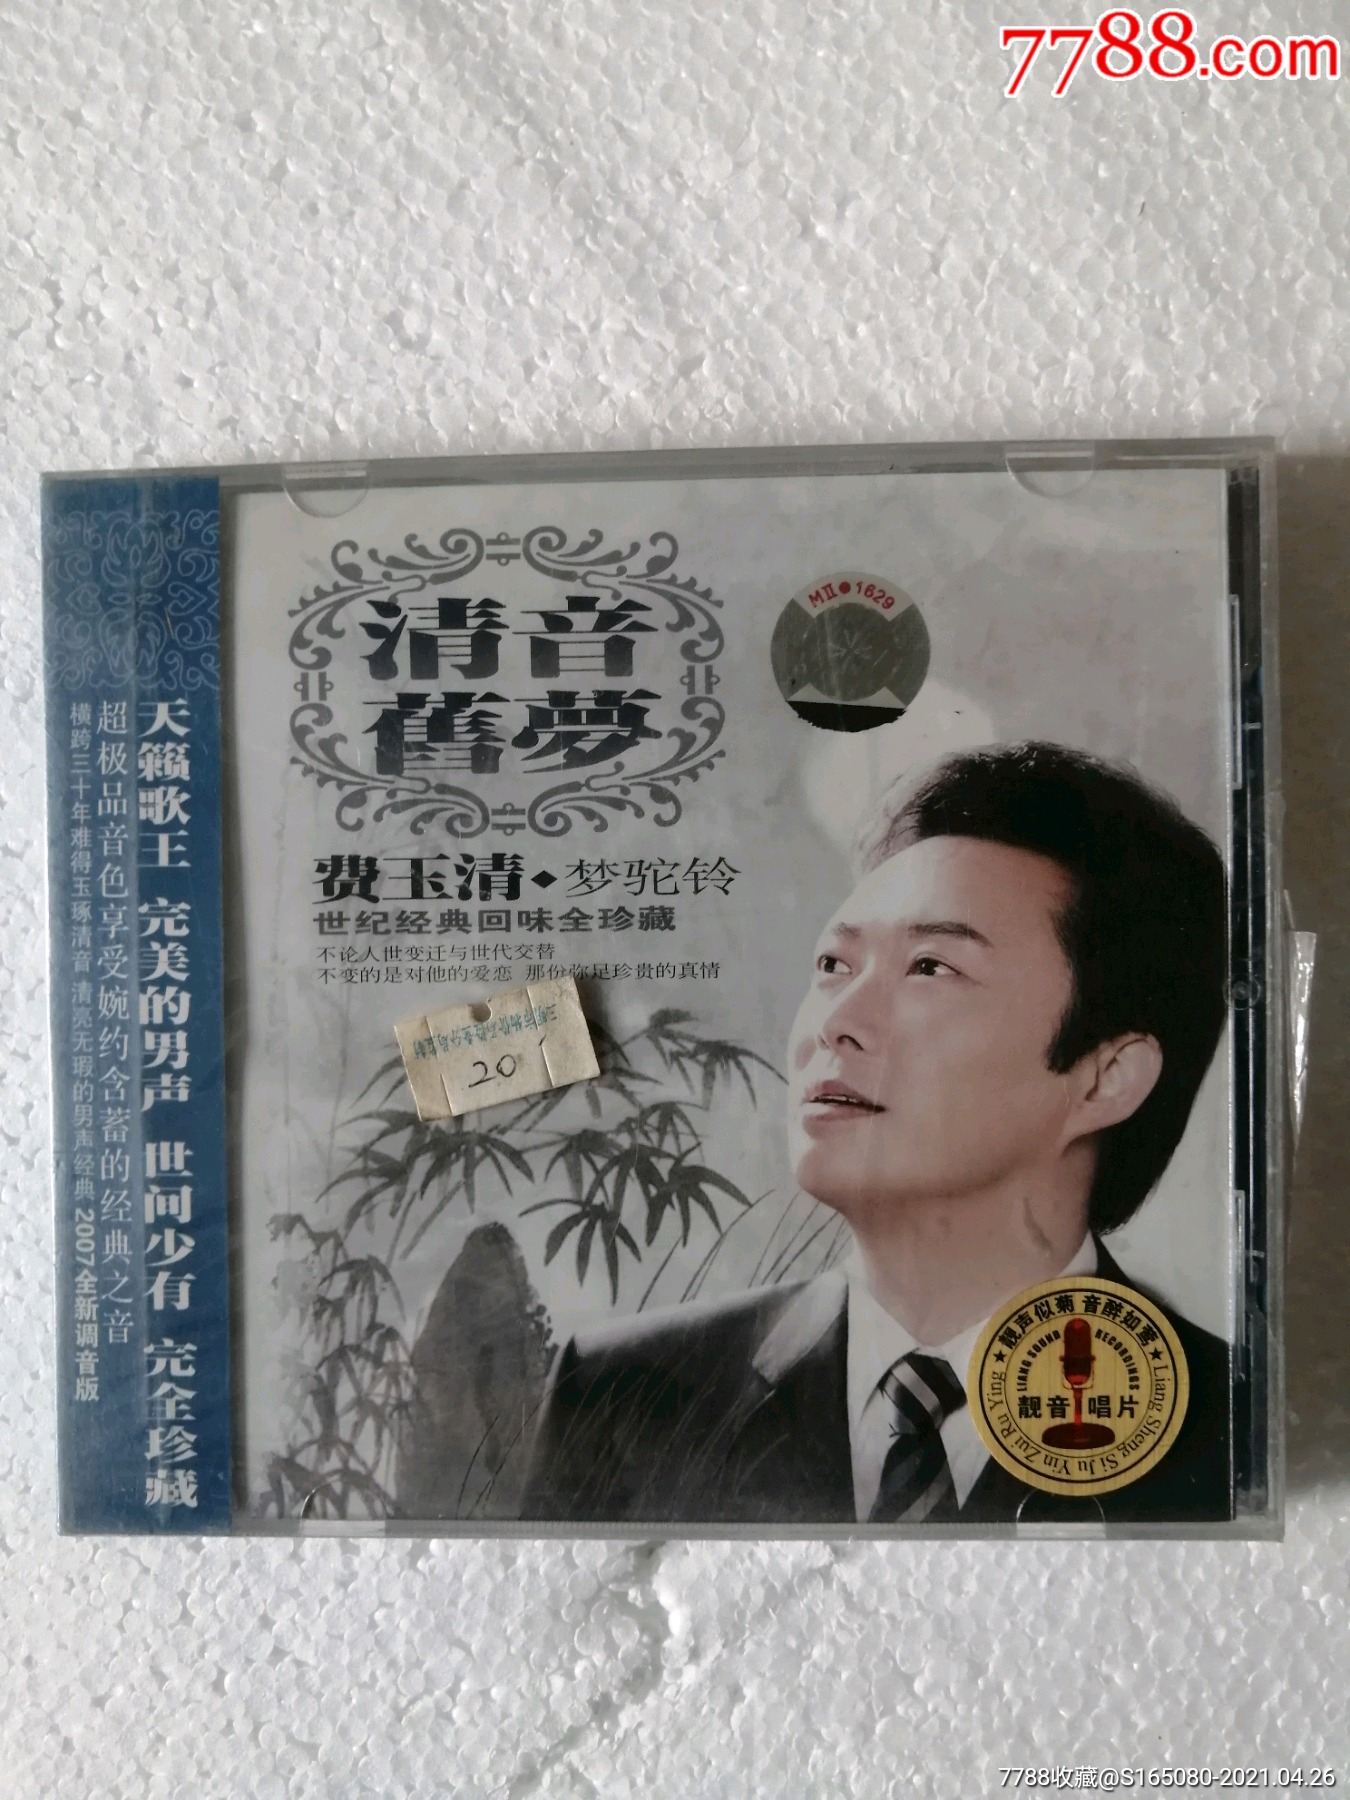 7788.com
清音
舊夢
MⅡ●1629
费玉清·梦驼铃
世纪经典回味全珍藏
不论人世变迁与世代交替
不变的是对他的爱恋 那份弥足珍贵的真情
20
天籁歌王 完美的男声 世间少有 完全珍藏
超极品音色享受婉约含蓄的经典之音
横跨三十年难得玉琢清音 清亮无瑕的男声经典 2007全新调音版
★靓声似菊 音醉如莺★
LIANG SOUND RECORDINGS
靓音唱片
Liang Sheng Si Ju Yin Zui Ru Ying
7788收藏@S165080-2021.04.26